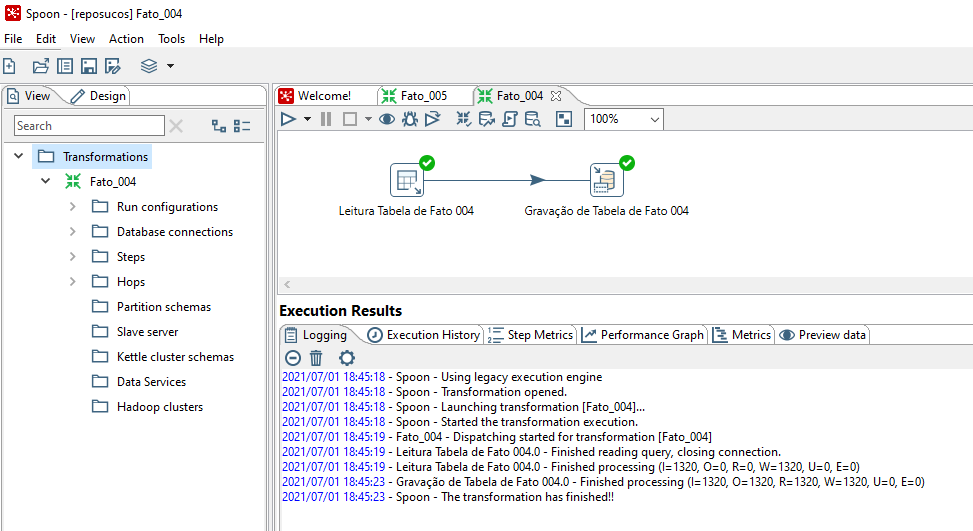 Spoon - [reposucos] Fato_004
File Edit View Action Tools Help
View Design
Search
Transformations
Fato_004
Run configurations
Database connections
Steps
Hops
Partition schemas
Slave server
Kettle cluster schemas
Data Services
Hadoop clusters
Welcome! Fato_005 Fato_004
100%
Leitura Tabela de Fato 004 Gravação de Tabela de Fato 004
Execution Results
Logging Execution History Step Metrics Performance Graph Metrics Preview data
2021/07/01 18:45:18 - Spoon - Using legacy execution engine
2021/07/01 18:45:18 - Spoon - Transformation opened.
2021/07/01 18:45:18 - Spoon - Launching transformation [Fato_004]...
2021/07/01 18:45:18 - Spoon - Started the transformation execution.
2021/07/01 18:45:19 - Fato_004 - Dispatching started for transformation [Fato_004]
2021/07/01 18:45:19 - Leitura Tabela de Fato 004.0 - Finished reading query, closing connection.
2021/07/01 18:45:19 - Leitura Tabela de Fato 004.0 - Finished processing (I=1320, O=0, R=0, W=1320, U=0, E=0)
2021/07/01 18:45:23 - Gravação de Tabela de Fato 004.0 - Finished processing (I=1320, O=1320, R=1320, W=1320, U=0, E=0)
2021/07/01 18:45:23 - Spoon - The transformation has finished!!